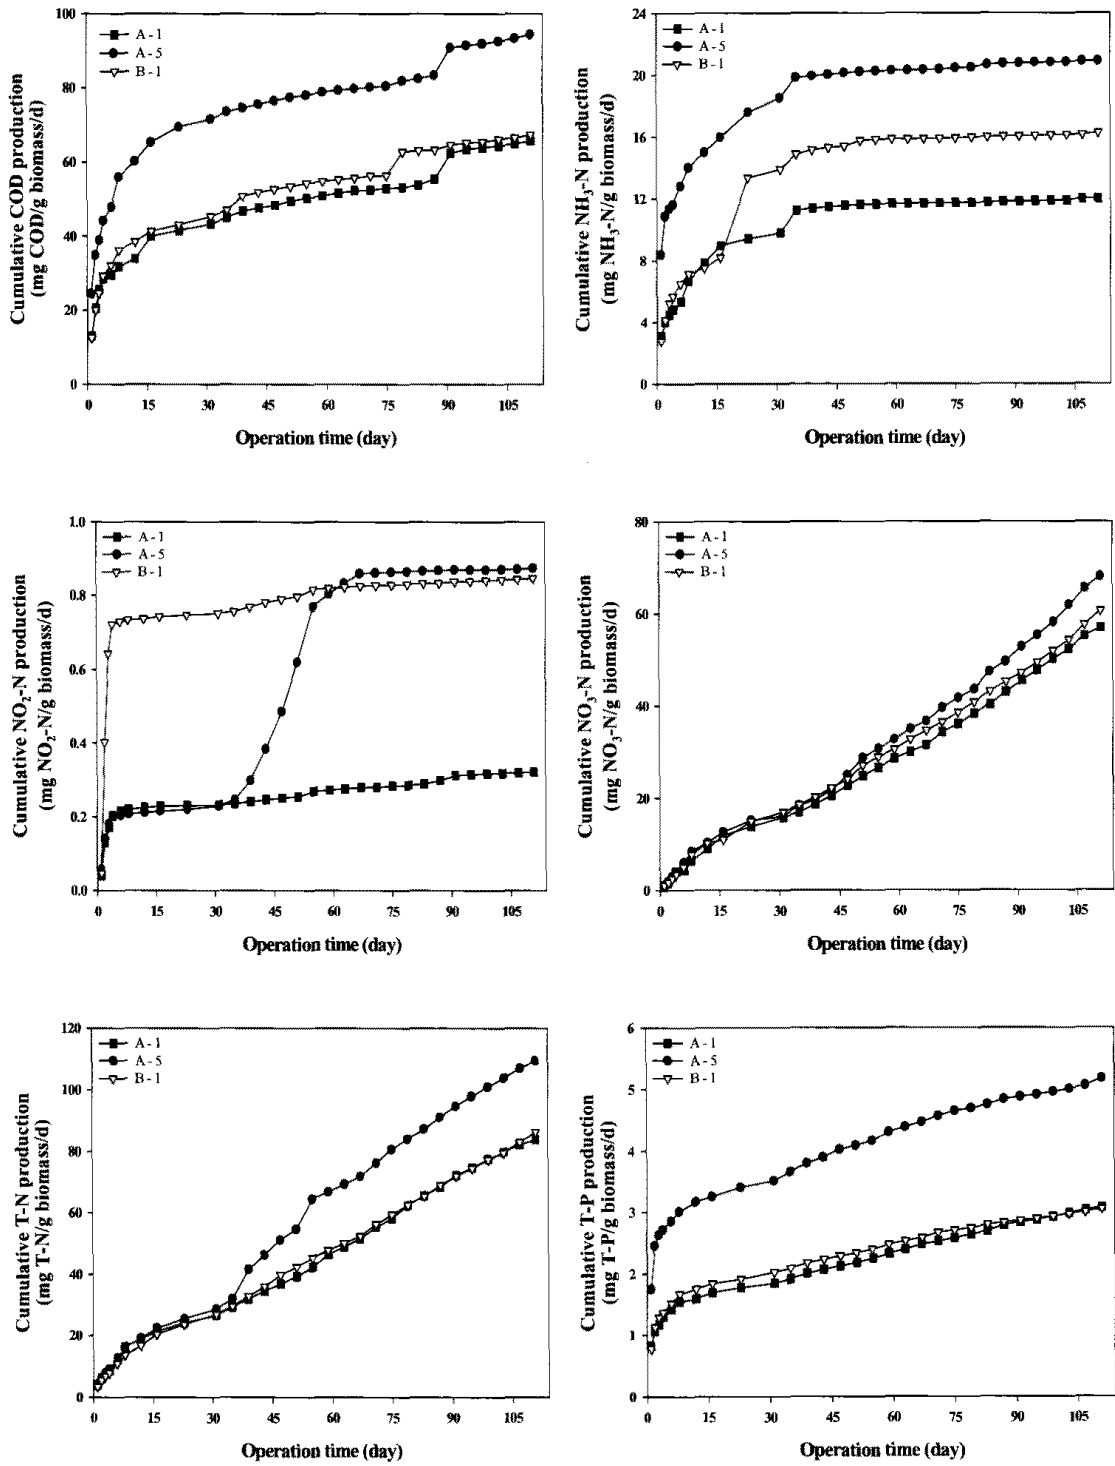 Cumulative COD production
(mg COD/g biomass/d)
100
80
60
40
20
0
A-1
A-5
B-1
0 15 30 45 60 75 90 105
Operation time (day)
Cumulative NH3-N production
(mg NH3-N/g biomass/d)
24
20
16
12
8
4
0
A-1
A-5
B-1
0 15 30 45 60 75 90 105
Operation time (day)
Cumulative NO2-N production
(mg NO2-N/g biomass/d)
1.0
0.8
0.6
0.4
0.2
0.0
A-1
A-5
B-1
0 15 30 45 60 75 90 105
Operation time (day)
Cumulative NO3-N production
(mg NO3-N/g biomass/d)
80
60
40
20
0
A-1
A-5
B-1
0 15 30 45 60 75 90 105
Operation time (day)
Cumulative T-N production
(mg T-N/g biomass/d)
120
100
80
60
40
20
0
A-1
A-5
B-1
0 15 30 45 60 75 90 105
Operation time (day)
Cumulative T-P production
(mg T-P/g biomass/d)
6
5
4
3
2
1
0
A-1
A-5
B-1
0 15 30 45 60 75 90 105
Operation time (day)